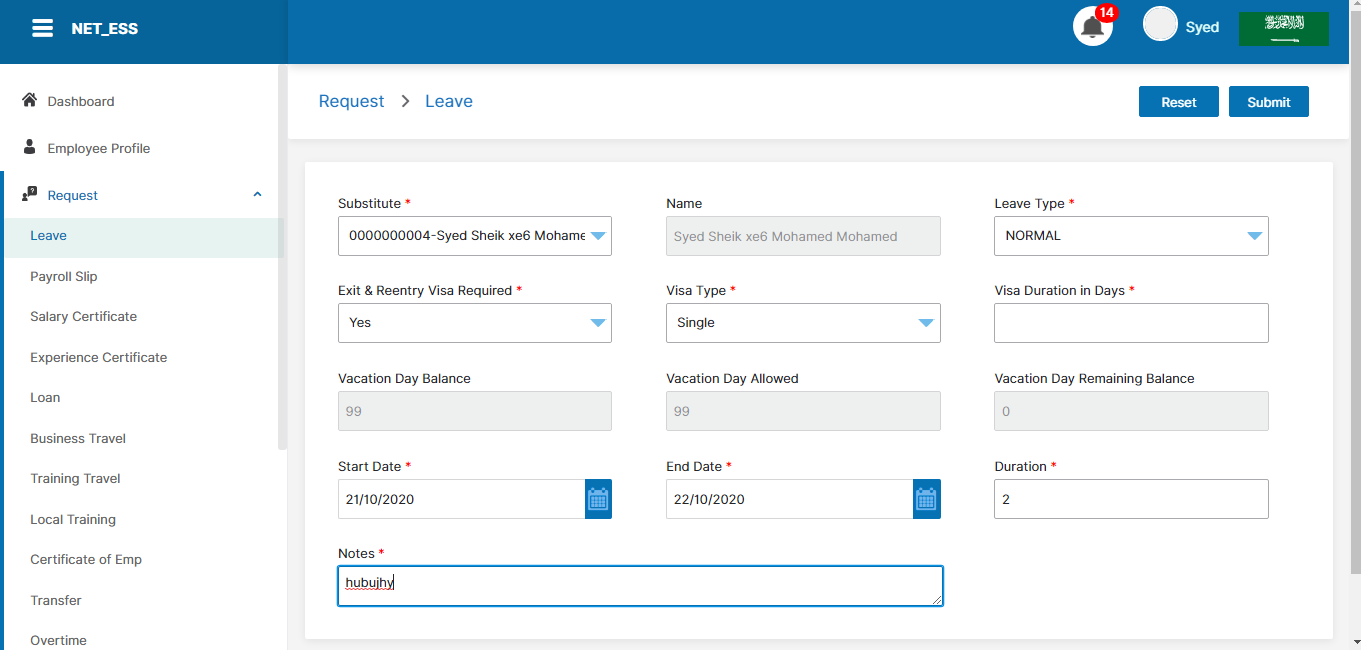 NET_ESS
14
Syed
Dashboard
Employee Profile
Request
Leave
Payroll Slip
Salary Certificate
Experience Certificate
Loan
Business Travel
Training Travel
Local Training
Certificate of Emp
Transfer
Overtime
Request > Leave
Reset
Submit
Substitute *
Name
Leave Type *
0000000004-Syed Sheik xe6 Mohame
Syed Sheik xe6 Mohamed Mohamed
NORMAL
Exit & Reentry Visa Required *
Visa Type *
Visa Duration in Days *
Yes
Single
Vacation Day Balance
Vacation Day Allowed
Vacation Day Remaining Balance
99
99
0
Start Date *
End Date *
Duration *
21/10/2020
22/10/2020
2
Notes *
hubujhy